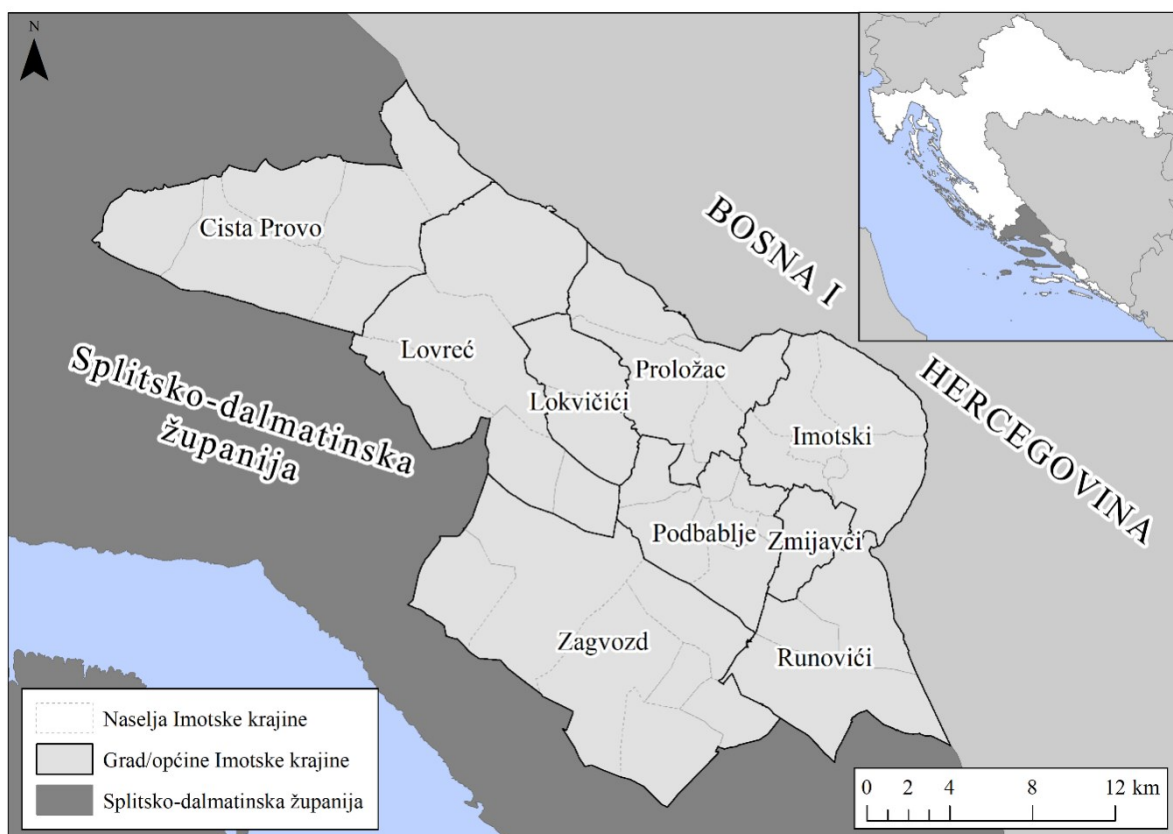 N
Cista Provo
BOSNA I
HERCEGOVINA
Lovreć
Proložac
Splitsko-dalmatinska
županija
Lokvičići
Imotski
Podbablje
Zmijavci
Zagvozd
Runovići
Naselja Imotske krajine
Grad/općine Imotske krajine
Splitsko-dalmatinska županija
0 2 4 8 12 km